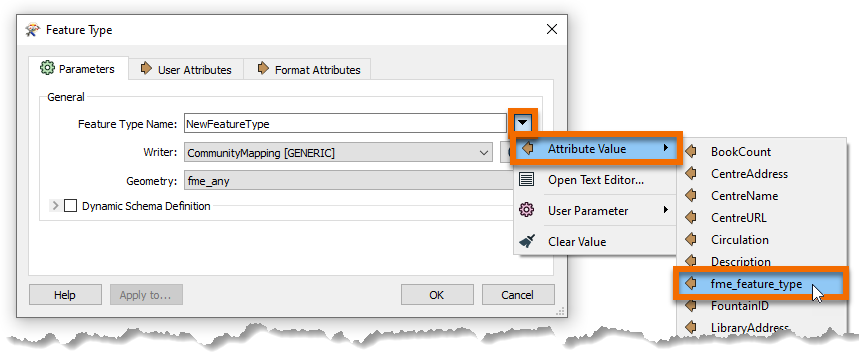 Feature Type
Parameters
User Attributes
Format Attributes
General
Feature Type Name: NewFeatureType
Writer: CommunityMapping [GENERIC]
Geometry: fme_any
Dynamic Schema Definition
Help
Apply to...
OK
Cancel
Attribute Value
Open Text Editor...
User Parameter
Clear Value
BookCount
CentreAddress
CentreName
CentreURL
Circulation
Description
fme_feature_type
FountainID
LibraryAddress